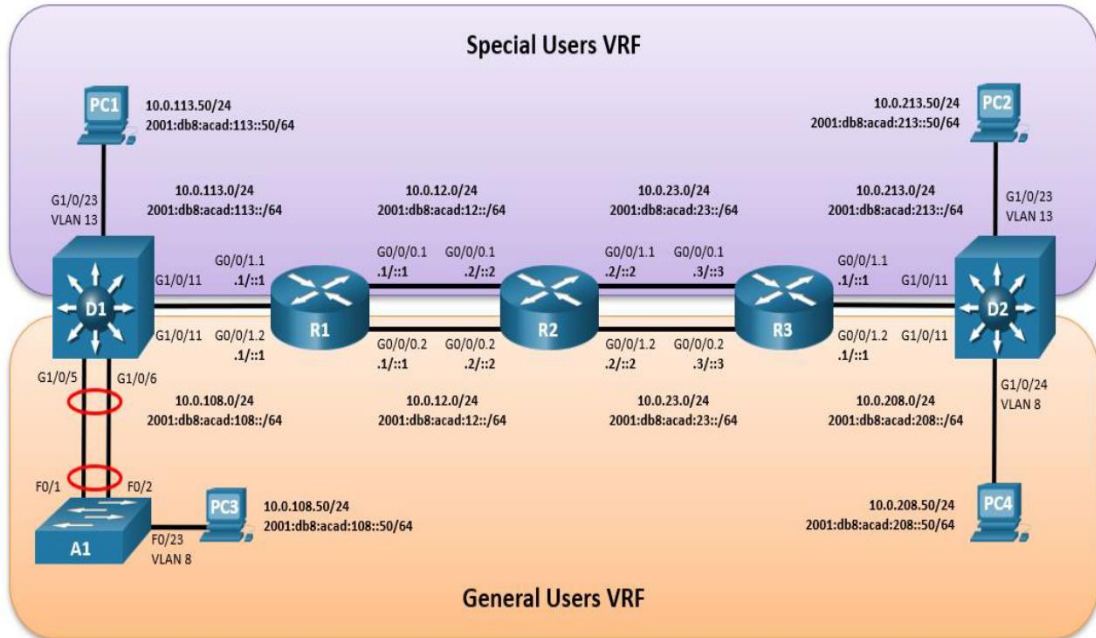 Special Users VRF
PC1
10.0.113.50/24
2001:db8:acad:113::50/64
10.0.213.50/24
2001:db8:acad:213::50/64
PC2
G1/0/23
VLAN 13
10.0.113.0/24
2001:db8:acad:113::/64
10.0.12.0/24
2001:db8:acad:12::/64
10.0.23.0/24
2001:db8:acad:23::/64
10.0.213.0/24
2001:db8:acad:213::/64
G1/0/23
VLAN 13
D1
G1/0/11
G0/0/1.1
.1/::1
R1
G0/0/0.1
.1/::1
G0/0/0.1
.2/::2
R2
G0/0/1.1
.2/::2
G0/0/0.1
.3/::3
R3
G0/0/1.1
.1/::1
G1/0/11
D2
G1/0/11
G0/0/1.2
.1/::1
G0/0/0.2
.1/::1
G0/0/0.2
.2/::2
G0/0/1.2
.2/::2
G0/0/0.2
.3/::3
G0/0/1.2
.1/::1
G1/0/11
G1/0/5
G1/0/6
10.0.108.0/24
2001:db8:acad:108::/64
10.0.12.0/24
2001:db8:acad:12::/64
10.0.23.0/24
2001:db8:acad:23::/64
10.0.208.0/24
2001:db8:acad:208::/64
G1/0/24
VLAN 8
F0/1
F0/2
A1
F0/23
VLAN 8
PC3
10.0.108.50/24
2001:db8:acad:108::50/64
10.0.208.50/24
2001:db8:acad:208::50/64
PC4
General Users VRF